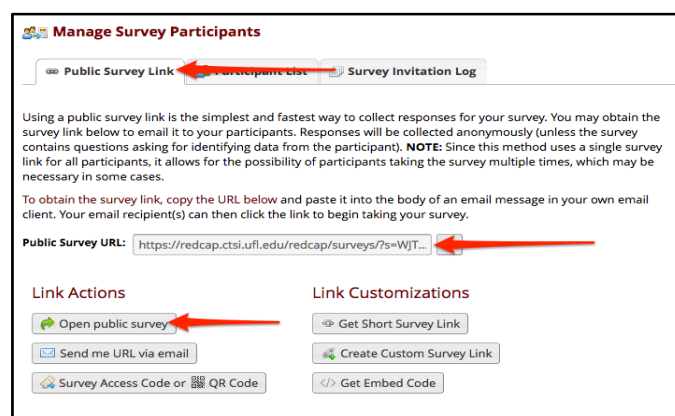 Manage Survey Participants
Public Survey Link Participant List Survey Invitation Log
Using a public survey link is the simplest and fastest way to collect responses for your survey. You may obtain the
survey link below to email it to your participants. Responses will be collected anonymously (unless the survey
contains questions asking for identifying data from the participant). NOTE: Since this method uses a single survey
link for all participants, it allows for the possibility of participants taking the survey multiple times, which may be
necessary in some cases.
To obtain the survey link, copy the URL below and paste it into the body of an email message in your own email
client. Your email recipient(s) can then click the link to begin taking your survey.
Public Survey URL: https://redcap.ctsi.ufl.edu/redcap/surveys/?s=WJT...
Link Actions Link Customizations
Open public survey Get Short Survey Link
Send me URL via email Create Custom Survey Link
Survey Access Code or QR Code </> Get Embed Code